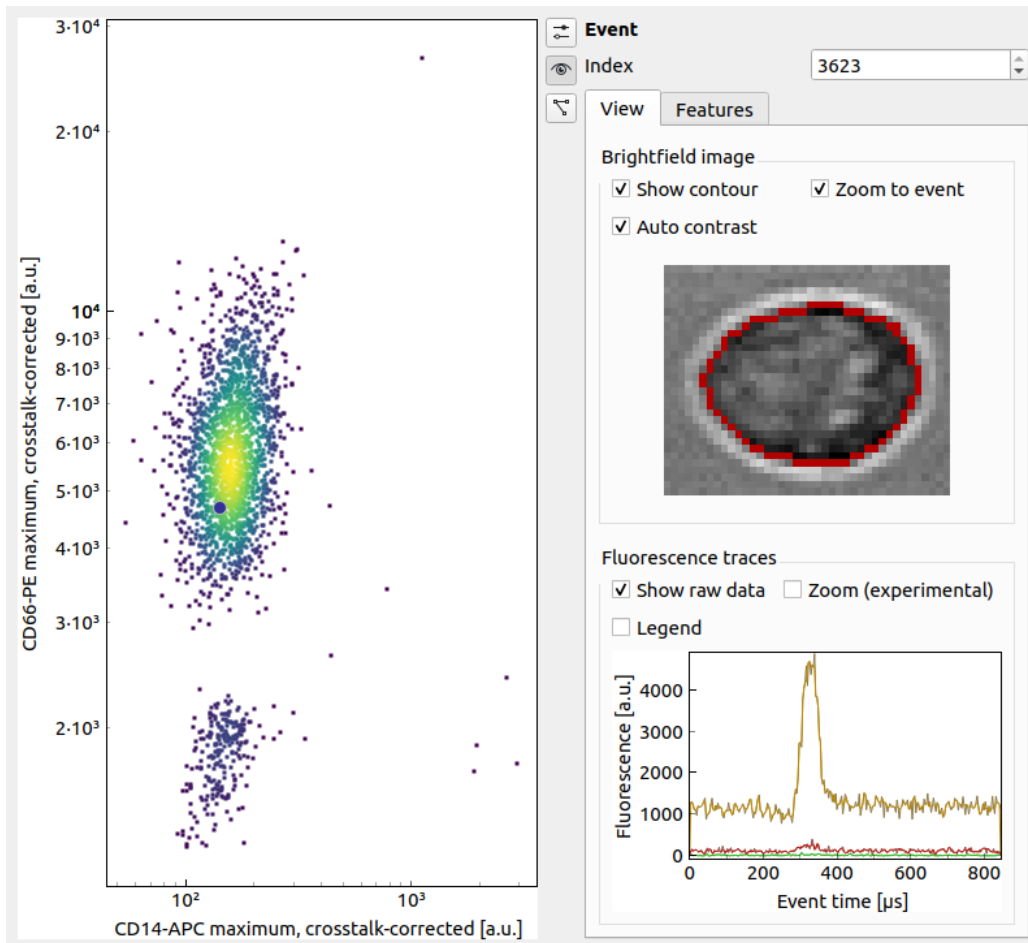 3·10⁴
2·10⁴
10⁴
9·10³
8·10³
7·10³
6·10³
5·10³
4·10³
3·10³
2·10³
CD66-PE maximum, crosstalk-corrected [a.u.]
10²
10³
CD14-APC maximum, crosstalk-corrected [a.u.]
Event
Index
3623
View
Features
Brightfield image
Show contour
Zoom to event
Auto contrast
Fluorescence traces
Show raw data
Zoom (experimental)
Legend
Fluorescence [a.u.]
4000
3000
2000
1000
0
0
200
400
600
800
Event time [µs]